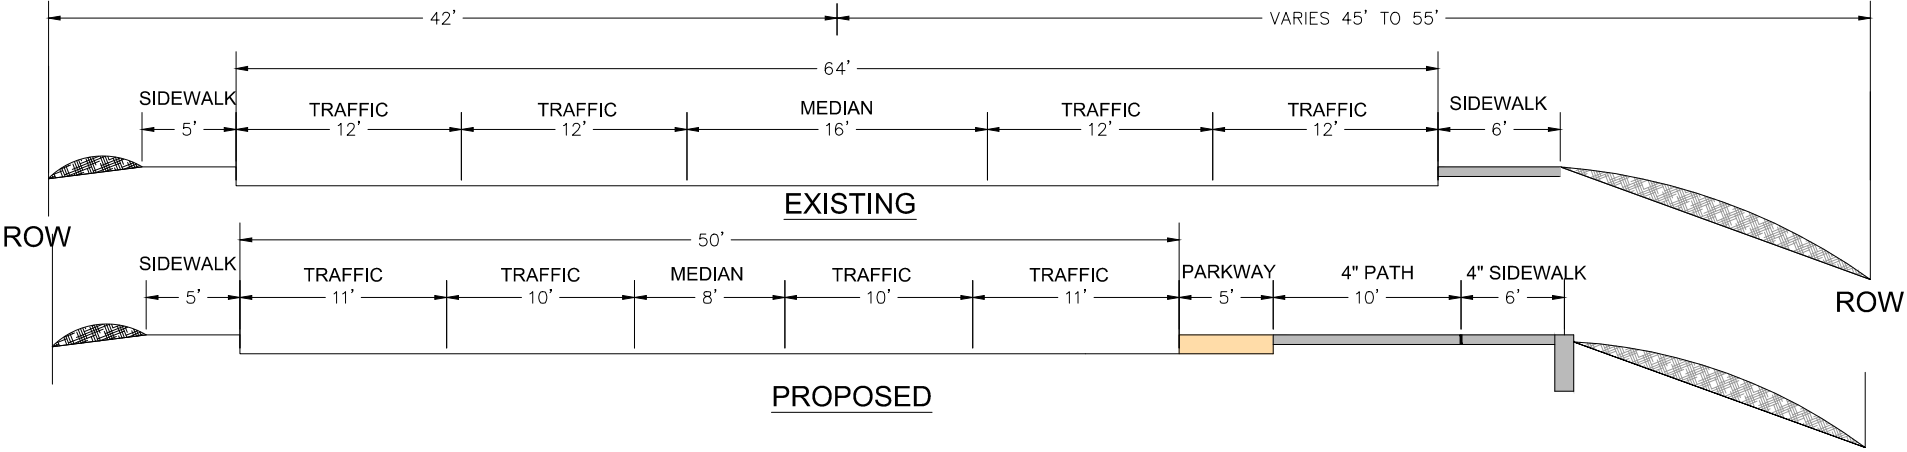 42' VARIES 45' TO 55'
64'
SIDEWALK TRAFFIC TRAFFIC MEDIAN TRAFFIC TRAFFIC SIDEWALK
5' 12' 12' 16' 12' 12' 6'
EXISTING
ROW
50'
SIDEWALK TRAFFIC TRAFFIC MEDIAN TRAFFIC TRAFFIC PARKWAY 4" PATH 4" SIDEWALK
5' 11' 10' 8' 10' 11' 5' 10' 6'
ROW
PROPOSED